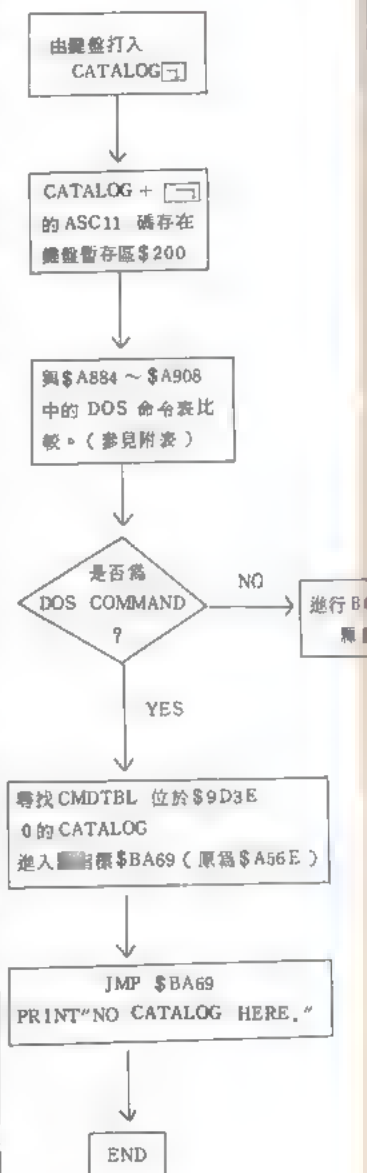 由鍵盤打入
CATALOG
CATALOG +
的 ASC11 碼存在
鍵盤暫存區$200
與$A884 ~ $A908
中的 DOS 命令表比
較。(參見附表)
是否為
DOS COMMAND
?
NO
進行 B
YES
尋找 CMDTBL 位於$9D3E
0的 CATALOG
進入 指標 $BA69 ( 原為 $A56E )
JMP $BA69
PRINT"NO CATALOG HERE."
END